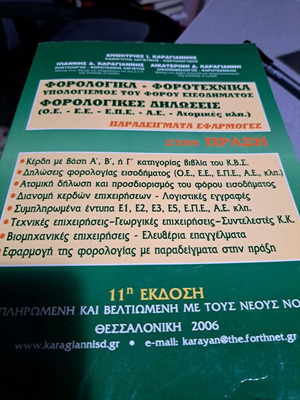 ΔΗΜΗΤΡΙΟΣ Ι. ΚΑΡΑΓΙΑΝΝΗΣ
ΙΩΑΝΝΗΣ Δ. ΚΑΡΑΓΙΑΝΝΗΣ ΑΙΚΑΤΕΡΙΝΗ Δ. ΚΑΡΑΓΙΑΝΝΗ
ΦΟΡΟΛΟΓΙΚΑ - ΦΟΡΟΤΕΧΝΙΚΑ
ΥΠΟΛΟΓΙΣΜΟΣ ΤΟΥ ΦΟΡΟΥ ΕΙΣΟΔΗΜΑΤΟΣ
ΦΟΡΟΛΟΓΙΚΕΣ ΔΗΛΩΣΕΙΣ
(Ο.Ε. - Ε.Ε. - Ε.Π.Ε. - Α.Ε. - Ατομικές κλπ.)
ΠΑΡΑΔΕΙΓΜΑΤΑ ΕΦΑΡΜΟΓΕΣ
ΣΤΗΝ ΠΡΑΞΗ
• Κέρδη με βάση Α΄, Β΄, ή Γ΄ κατηγορίας Βιβλία του Κ.Β.Σ.
• Δηλώσεις φορολογίας εισοδήματος (Ο.Ε., Ε.Ε., Ε.Π.Ε., Α.Ε., κλπ.)
• Ατομική δήλωση και προσδιορισμός του φόρου εισοδήματος
• Διανομή κερδών επιχειρήσεων - Λογιστικές εγγραφές
• Συμπληρωμένα έντυπα Ε1, Ε2, Ε3, Ε5, Ε.Π.Ε., Α.Ε. κλπ.
• Τεχνικές επιχειρήσεις-Γεωργικές επιχειρήσεις-Συντελεστές Κ.Κ.
• Βιομηχανικές επιχειρήσεις - Ελευθέρια επαγγέλματα
• Εφαρμογή της φορολογίας με παραδείγματα στην πράξη
11η ΕΚΔΟΣΗ
ΠΛΗΡΩΜΕΝΗ ΚΑΙ ΒΕΛΤΙΩΜΕΝΗ ΜΕ ΤΟΥΣ ΝΕΟΥΣ ΝΟ
ΘΕΣΣΑΛΟΝΙΚΗ 2006
www.karagiannisd.gr • e-mail: karayan@the.forthnet.gr